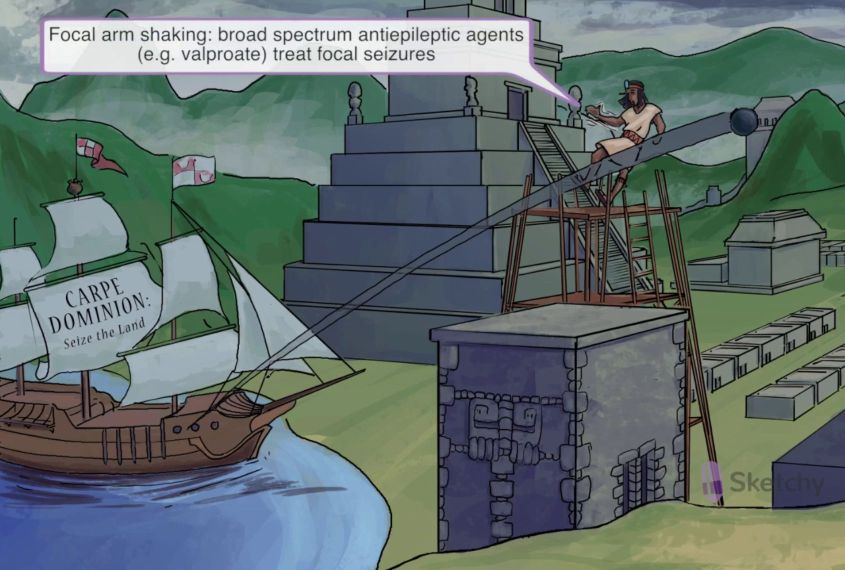 Focal arm shaking: broad spectrum antiepileptic agents
(e.g. valproate) treat focal seizures
CARPE
DOMINION:
Seize the Land
Sketchy